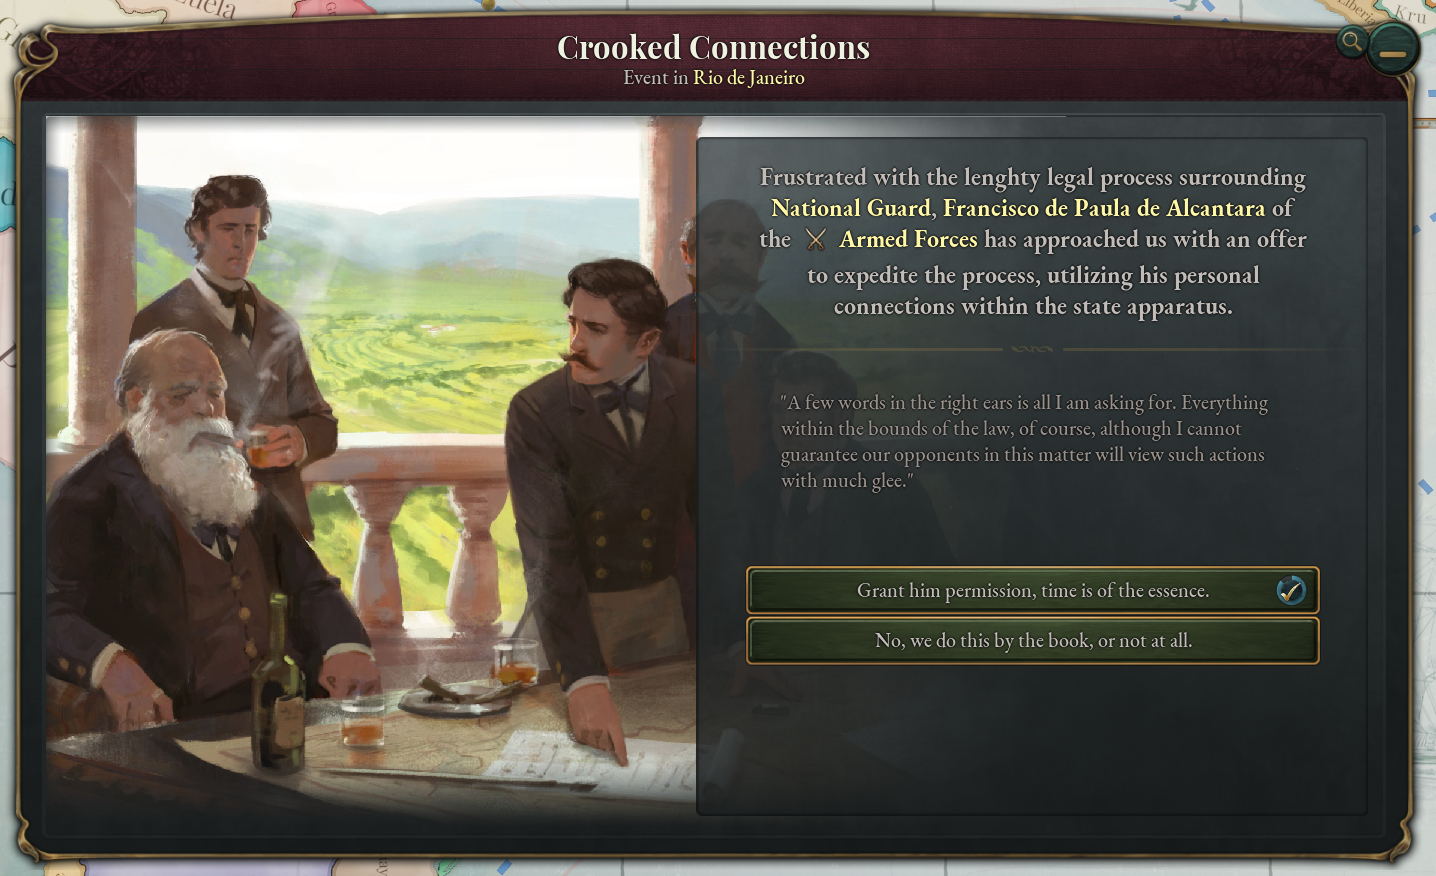 Crooked Connections
Event in Rio de Janeiro
Frustrated with the lenghty legal process surrounding
National Guard, Francisco de Paula de Alcantara of
the Armed Forces has approached us with an offer
to expedite the process, utilizing his personal
connections within the state apparatus.
"A few words in the right ears is all I am asking for. Everything
within the bounds of the law, of course, although I cannot
guarantee our opponents in this matter will view such actions
with much glee."
Grant him permission, time is of the essence.
No, we do this by the book, or not at all.
Kru